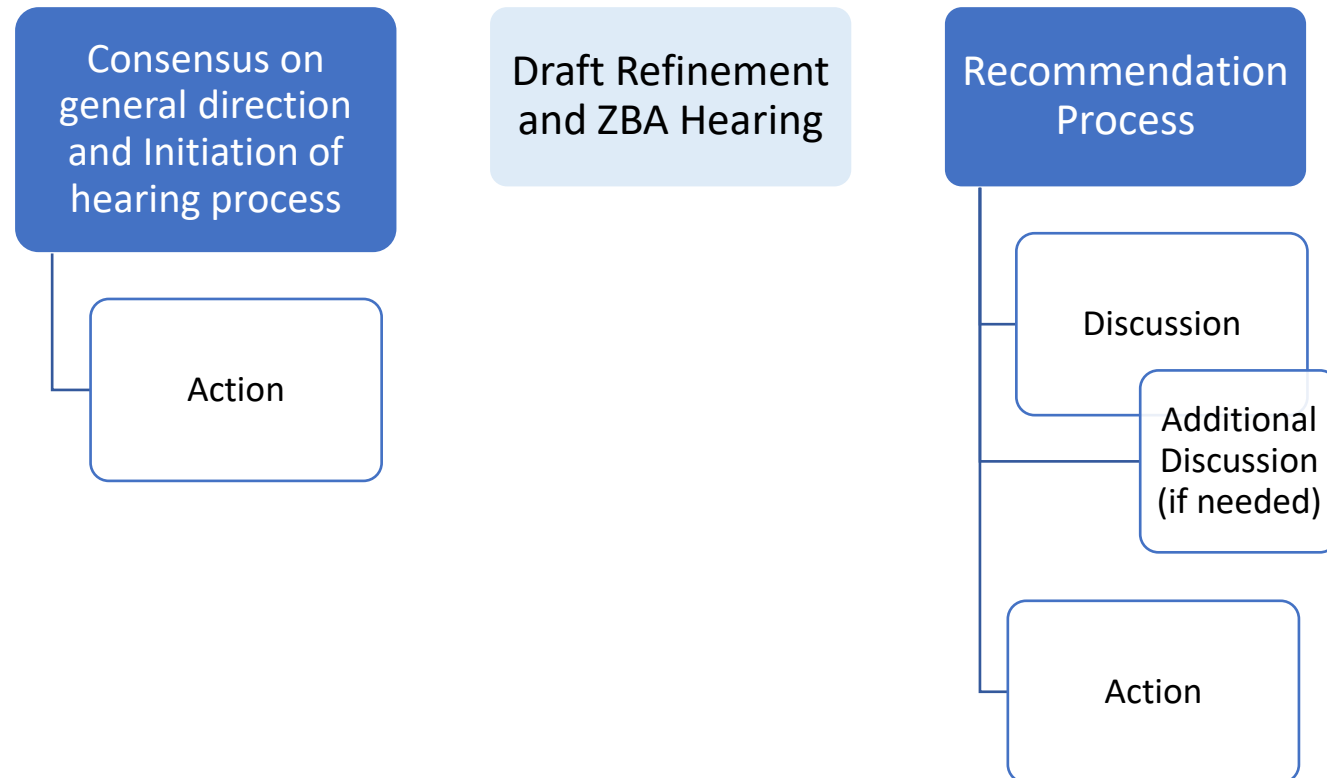 Consensus on
general direction
and Initiation of
hearing process
Action
Draft Refinement
and ZBA Hearing
Recommendation
Process
Discussion
Additional
Discussion
(if needed)
Action